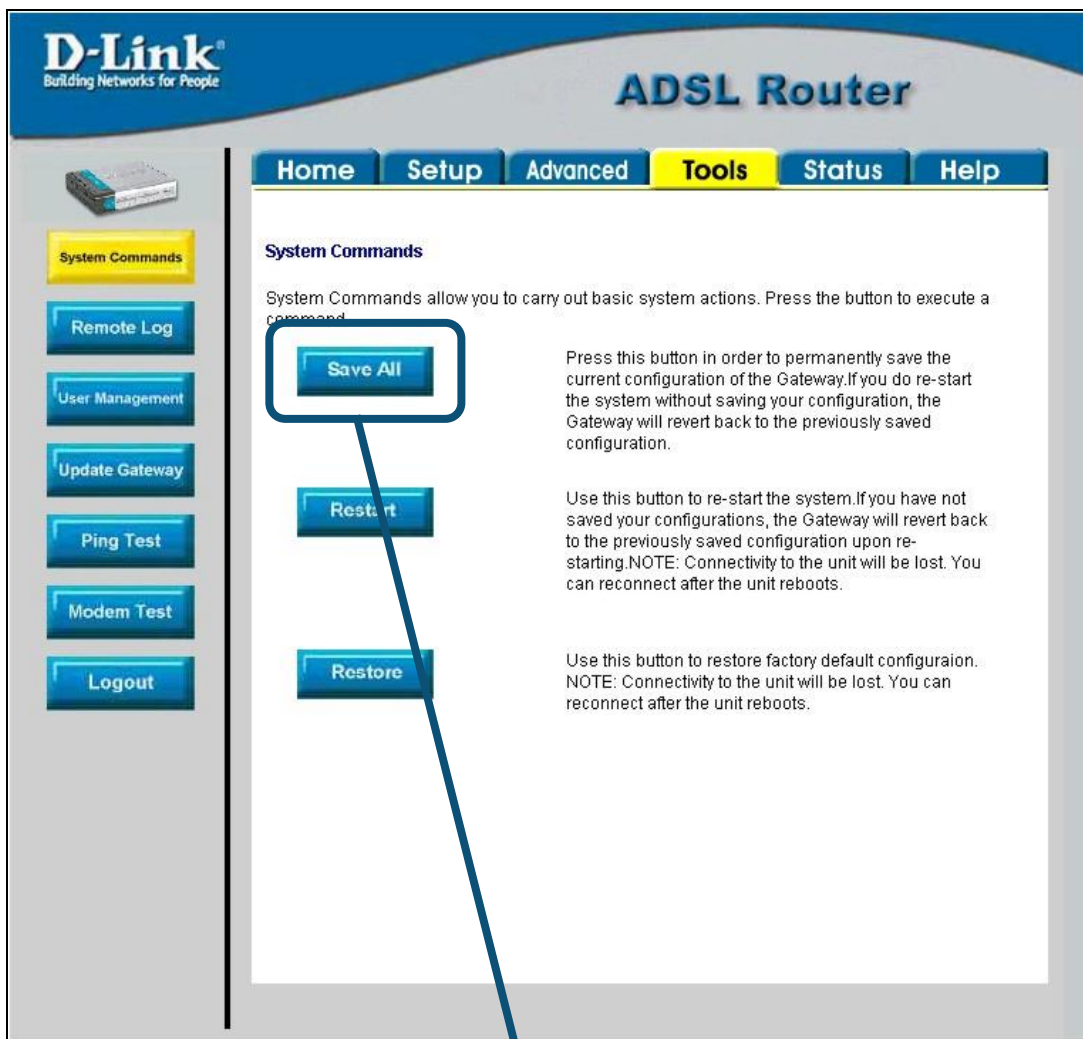 D-Link®
Building Networks for People
ADSL Router
Home Setup Advanced Tools Status Help
System Commands
Remote Log
User Management
Update Gateway
Ping Test
Modem Test
Logout
System Commands
System Commands allow you to carry out basic system actions. Press the button to execute a
command.
Save All
Press this button in order to permanently save the
current configuration of the Gateway.If you do re-start
the system without saving your configuration, the
Gateway will revert back to the previously saved
configuration.
Restart
Use this button to re-start the system.If you have not
saved your configurations, the Gateway will revert back
to the previously saved configuration upon re-
starting.NOTE: Connectivity to the unit will be lost. You
can reconnect after the unit reboots.
Restore
Use this button to restore factory default configuraion.
NOTE: Connectivity to the unit will be lost. You can
reconnect after the unit reboots.